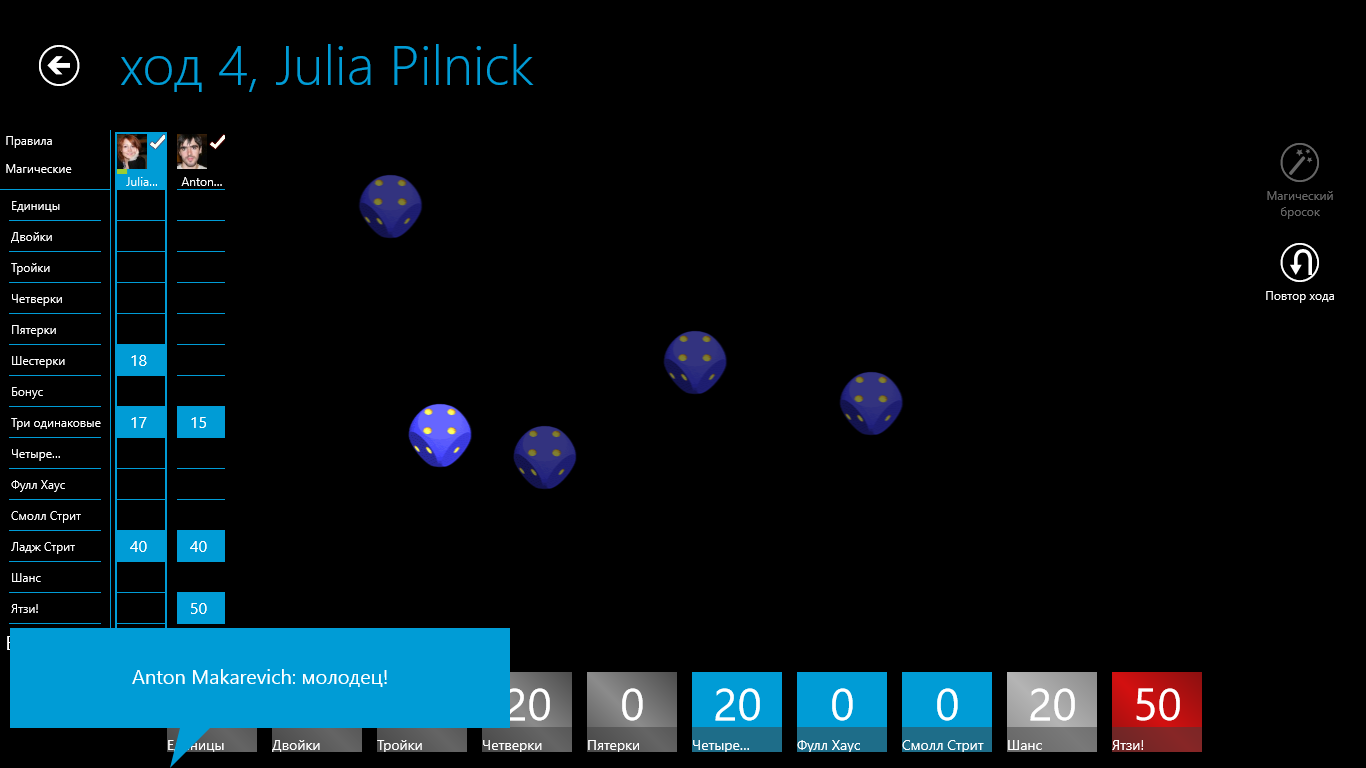 ход 4, Julia Pilnick
Правила
Магические
Julia...
Anton...
Единицы
Двойки
Тройки
Четверки
Пятерки
Шестерки 18
Бонус
Три одинаковые 17 15
Четыре...
Фулл Хаус
Смолл Стрит
Ладж Стрит 40 40
Шанс
Ятзи! 50
Магический
бросок
Повтор хода
Anton Makarevich: молодец!
20 0 20 0 0 20 50
Единицы Двойки Тройки Четверки Пятерки Четыре... Фулл Хаус Смолл Стрит Шанс Ятзи!